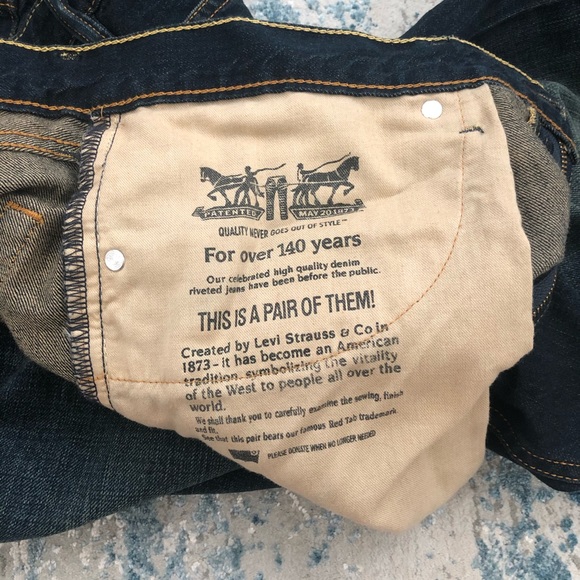 PATENTED MAY 20 1873
QUALITY NEVER GOES OUT OF STYLE™
For over 140 years
Our celebrated high quality denim
riveted jeans have been before the public.
THIS IS A PAIR OF THEM!
Created by Levi Strauss & Co in
1873 – it has become an American
tradition, symbolizing the vitality
of the West to people all over the
world.
We shall thank you to carefully examine the sewing, finish
and fit.
See that this pair bears our famous Red Tab trademark
PLEASE DONATE WHEN NO LONGER NEEDED